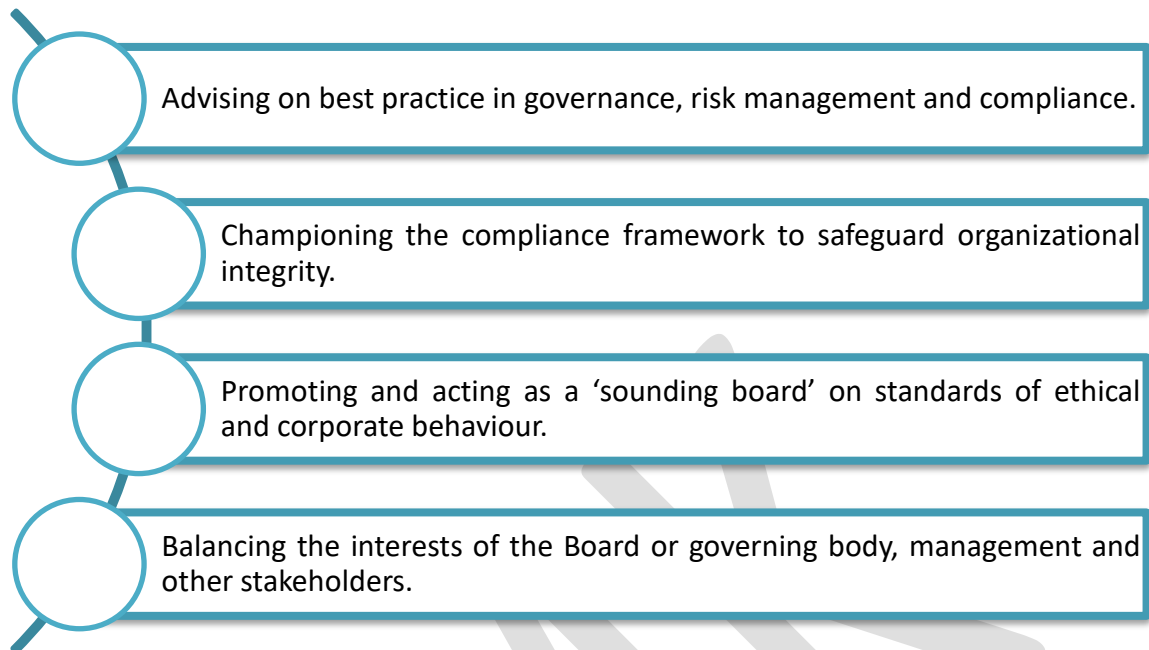 Advising on best practice in governance, risk management and compliance.
Championing the compliance framework to safeguard organizational
integrity.
Promoting and acting as a ‘sounding board’ on standards of ethical
and corporate behaviour.
Balancing the interests of the Board or governing body, management and
other stakeholders.